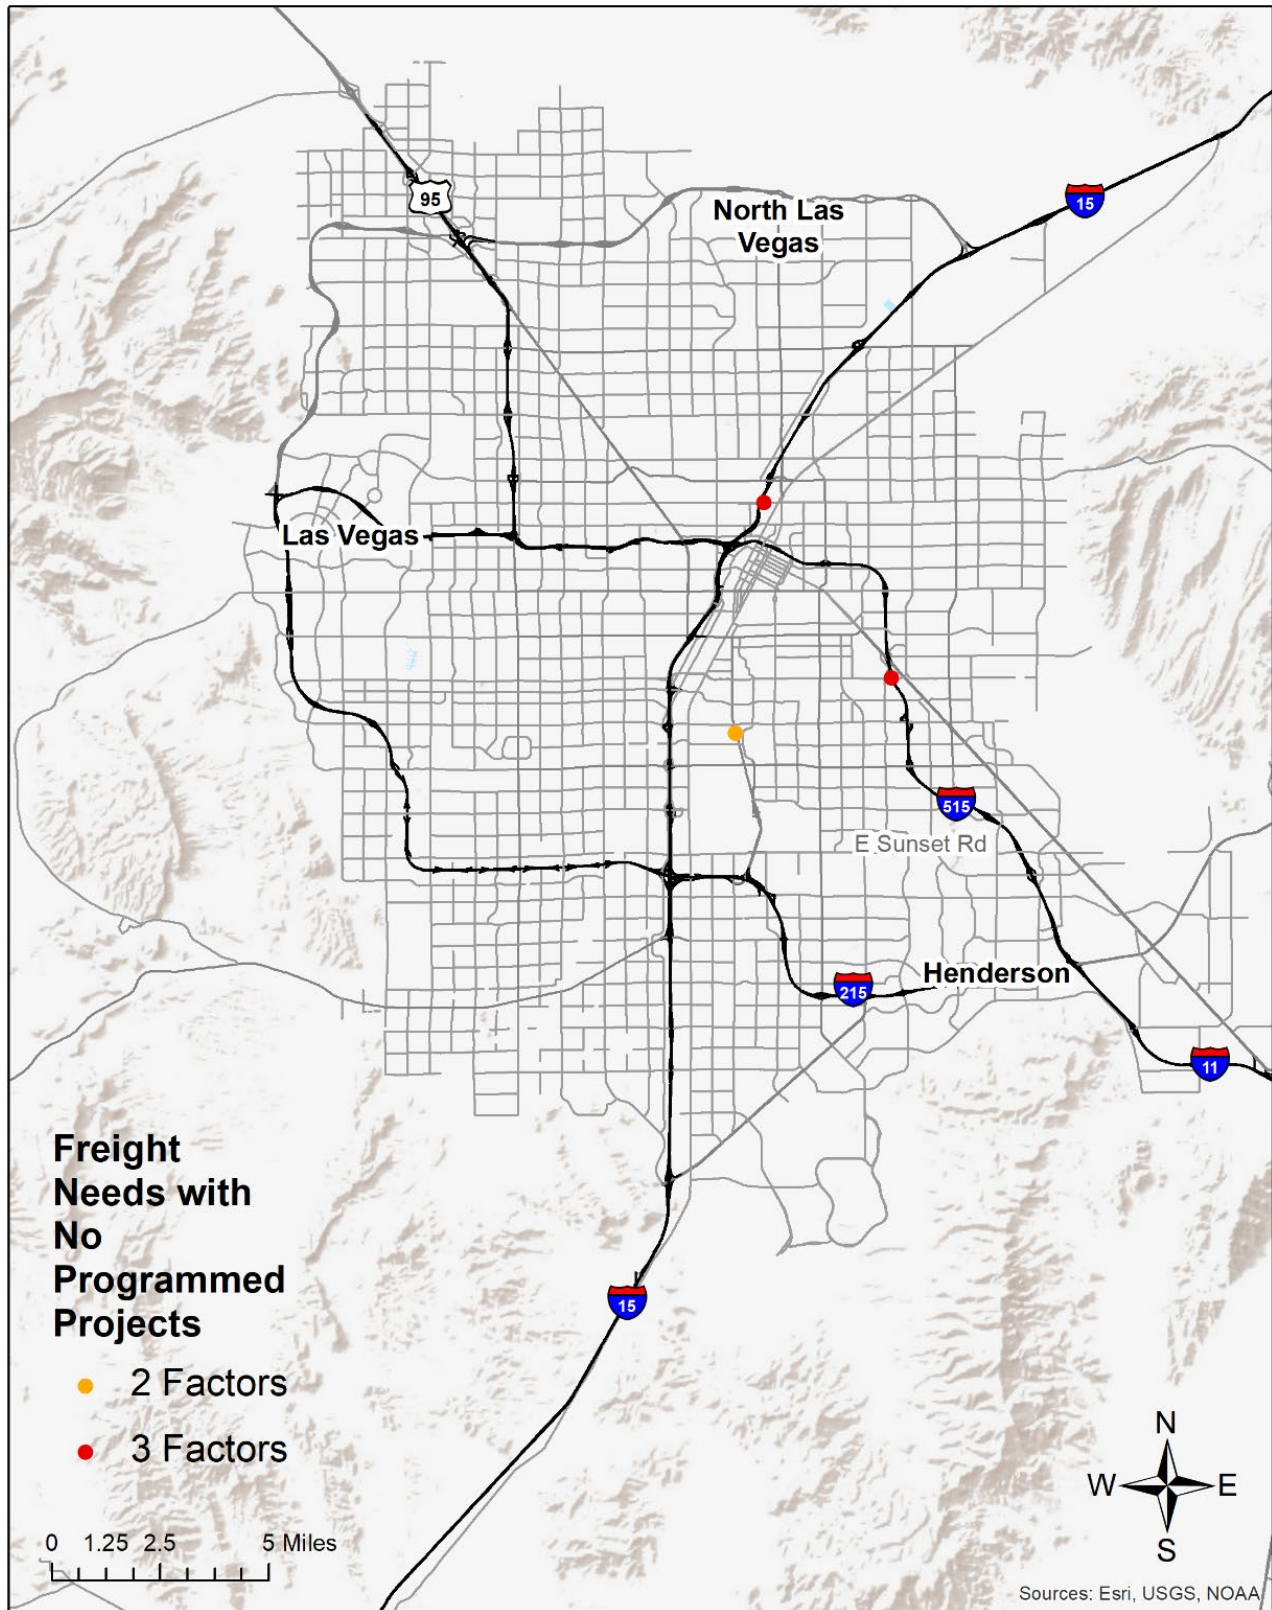 95
15
North Las
Vegas
Las Vegas
515
E Sunset Rd
Henderson
215
11
15
Freight
Needs with
No
Programmed
Projects
2 Factors
3 Factors
0 1.25 2.5 5 Miles
N
W E
S
Sources: Esri, USGS, NOAA